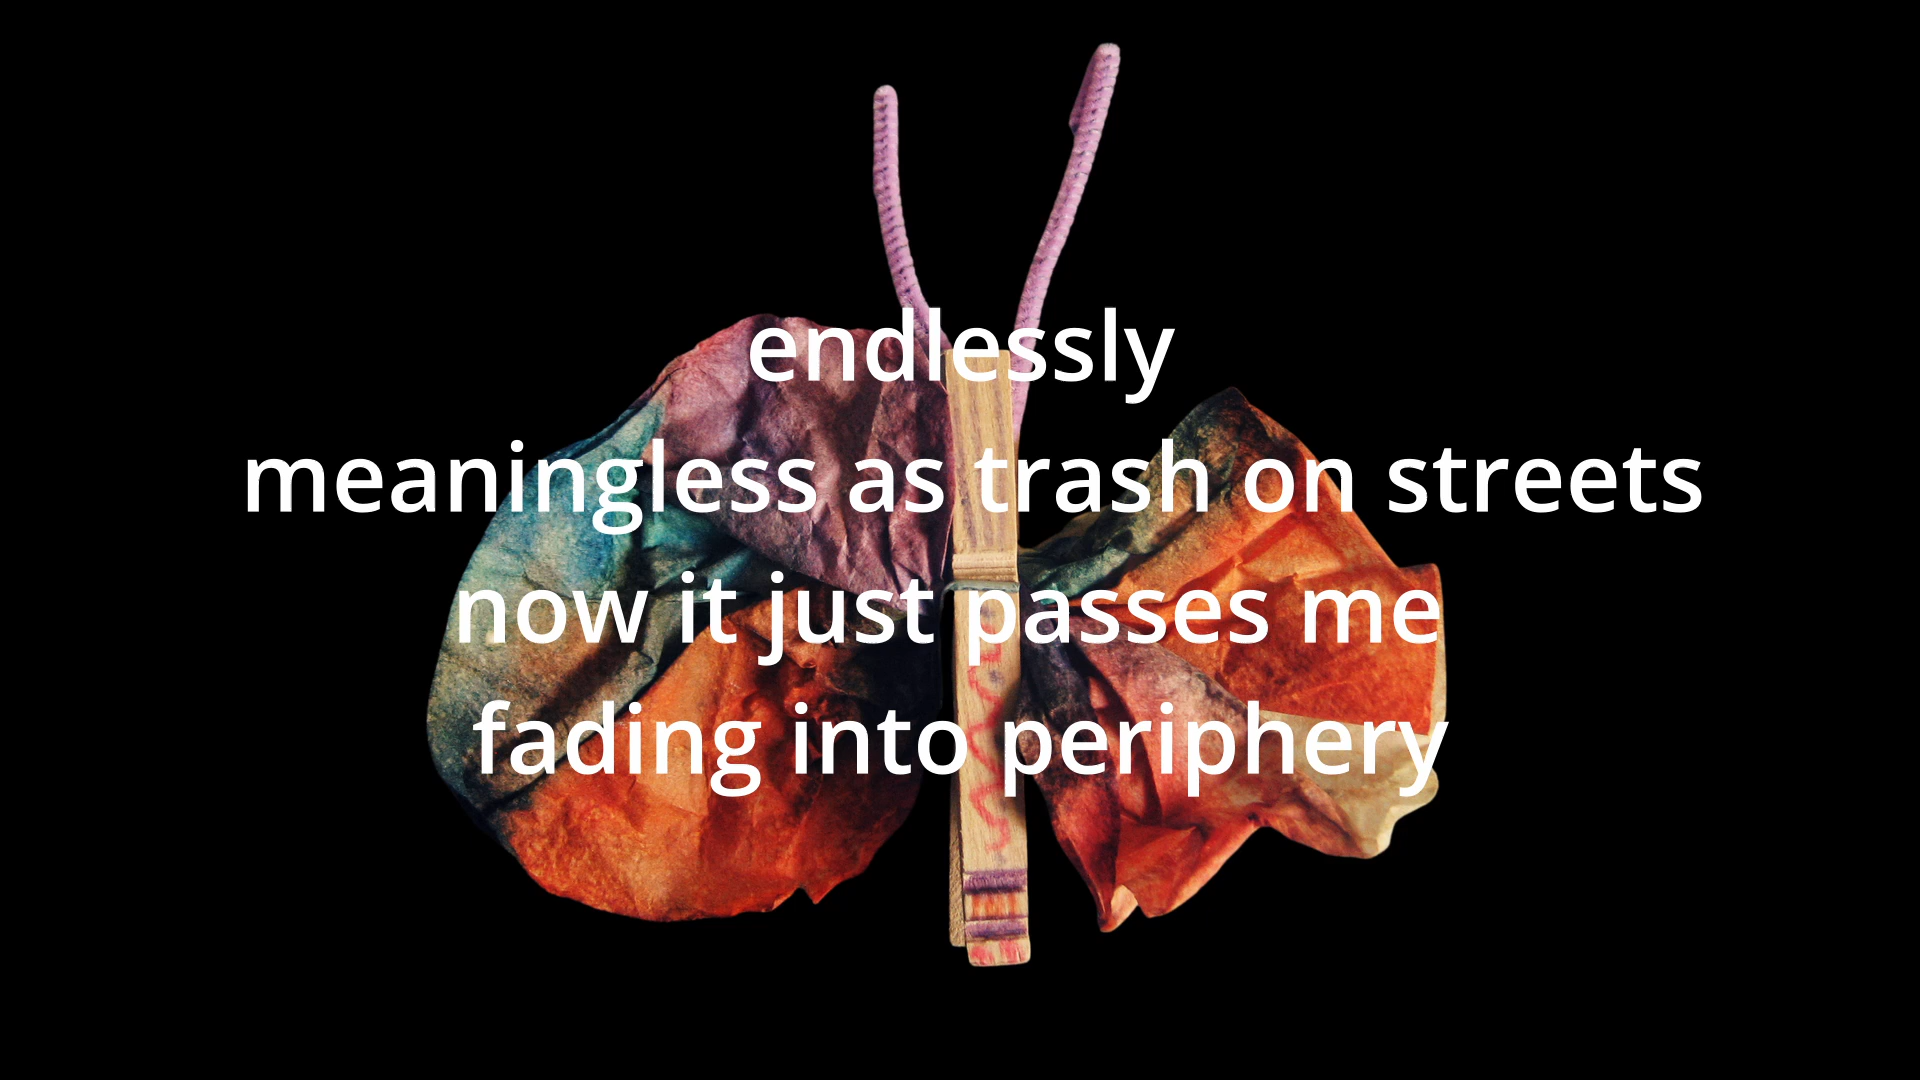 endlessly
meaningless as trash on streets
now it just passes me
fading into periphery